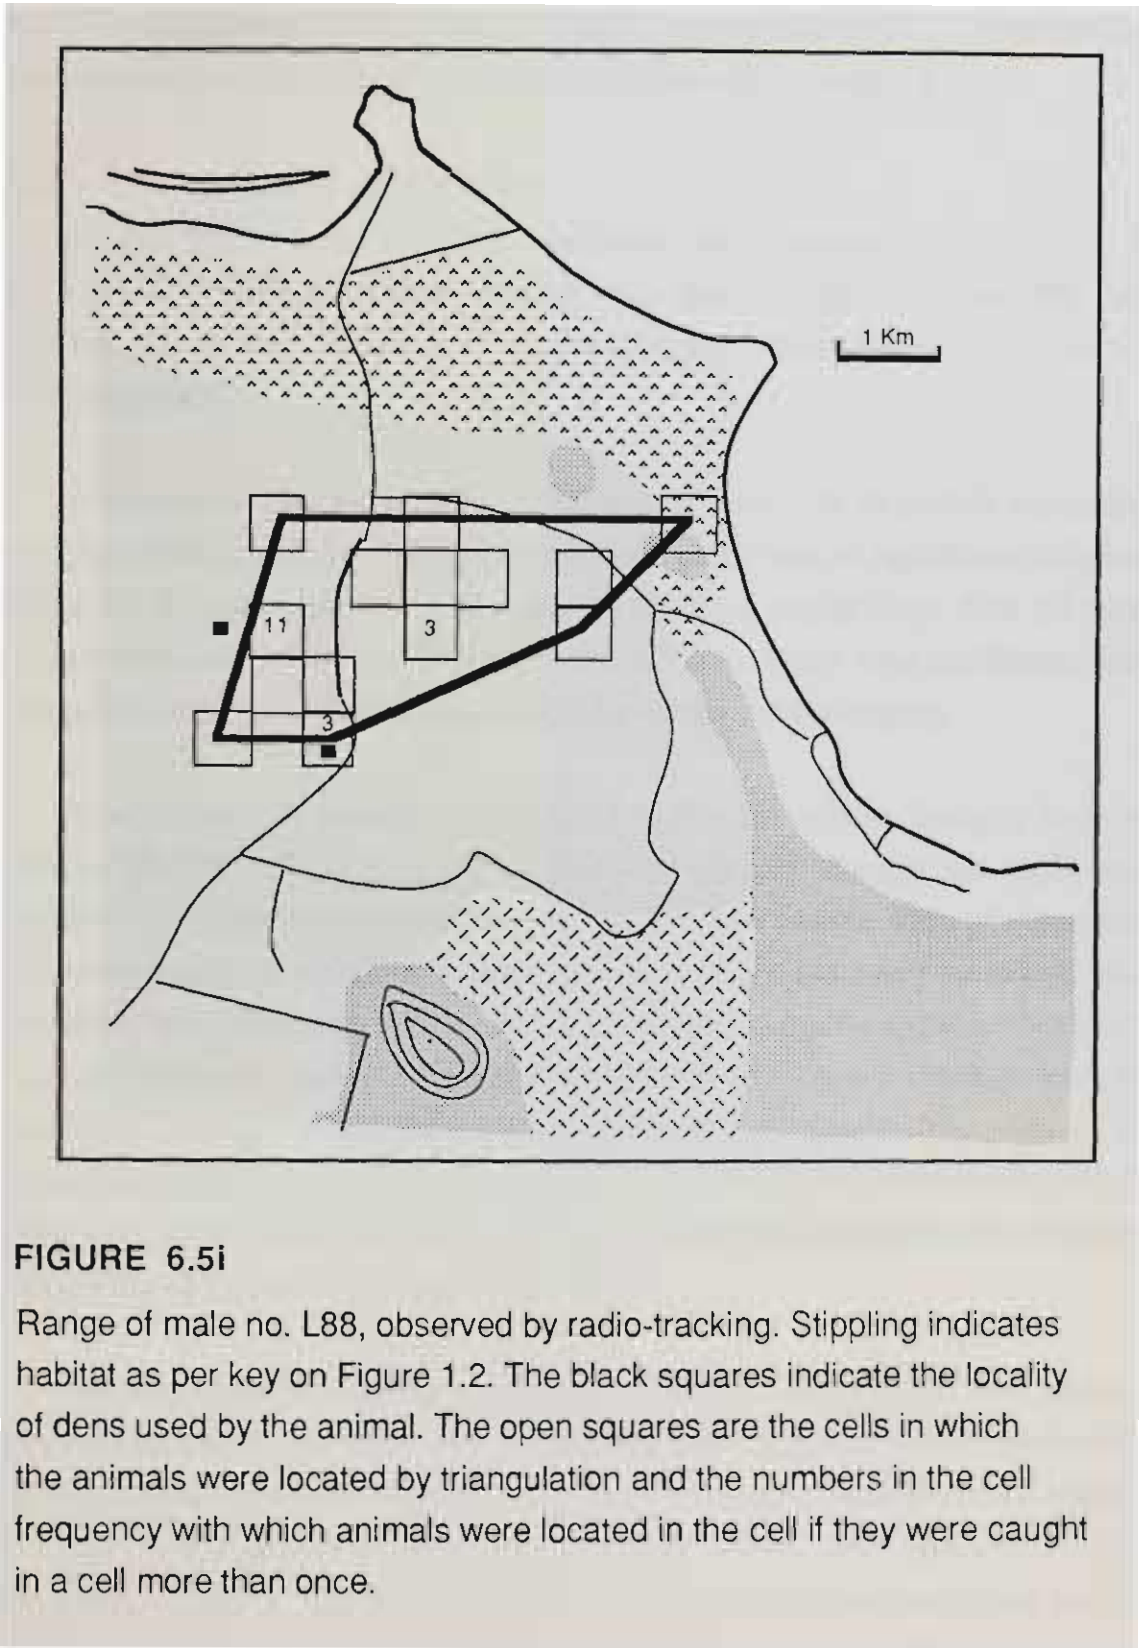 1 Km
11
3
3
FIGURE 6.5i
Range of male no. L88, observed by radio-tracking. Stippling indicates
habitat as per key on Figure 1.2. The black squares indicate the locality
of dens used by the animal. The open squares are the cells in which
the animals were located by triangulation and the numbers in the cell
frequency with which animals were located in the cell if they were caught
in a cell more than once.